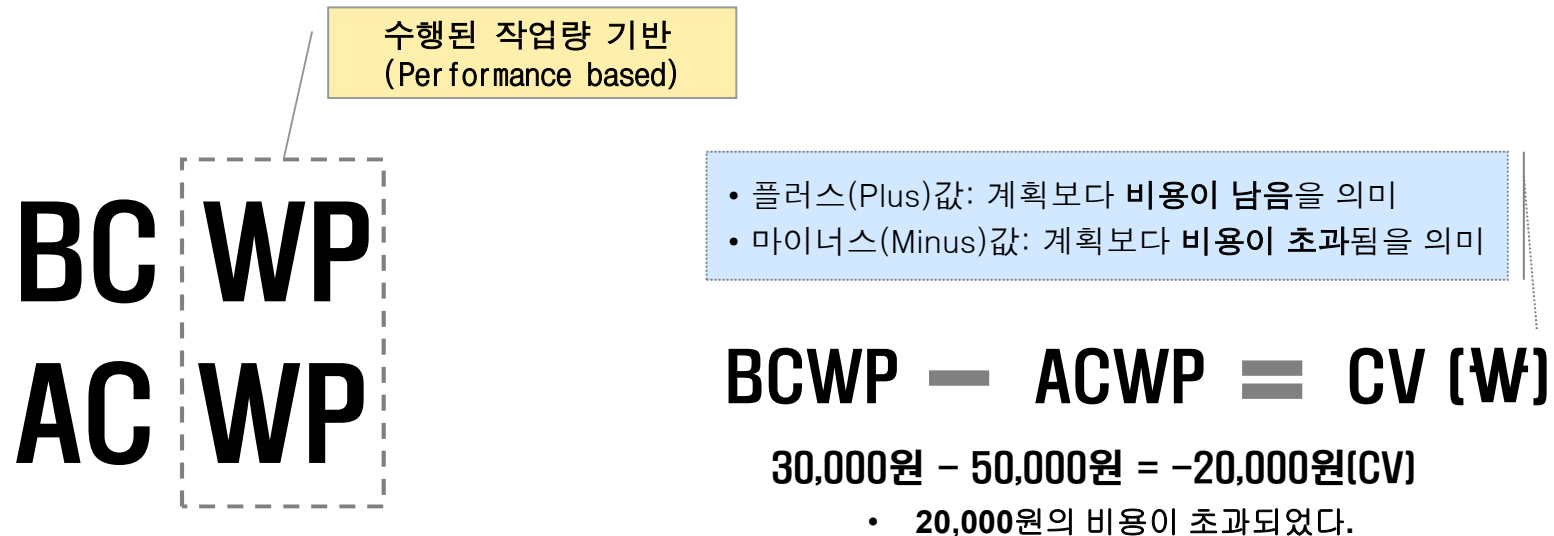 수행된 작업량 기반
(Performance based)
BC WP
AC WP
• 플러스(Plus)값: 계획보다 비용이 남음을 의미
• 마이너스(Minus)값: 계획보다 비용이 초과됨을 의미
BCWP - ACWP = CV (₩)
30,000원 - 50,000원 = -20,000원(CV)
• 20,000원의 비용이 초과되었다.